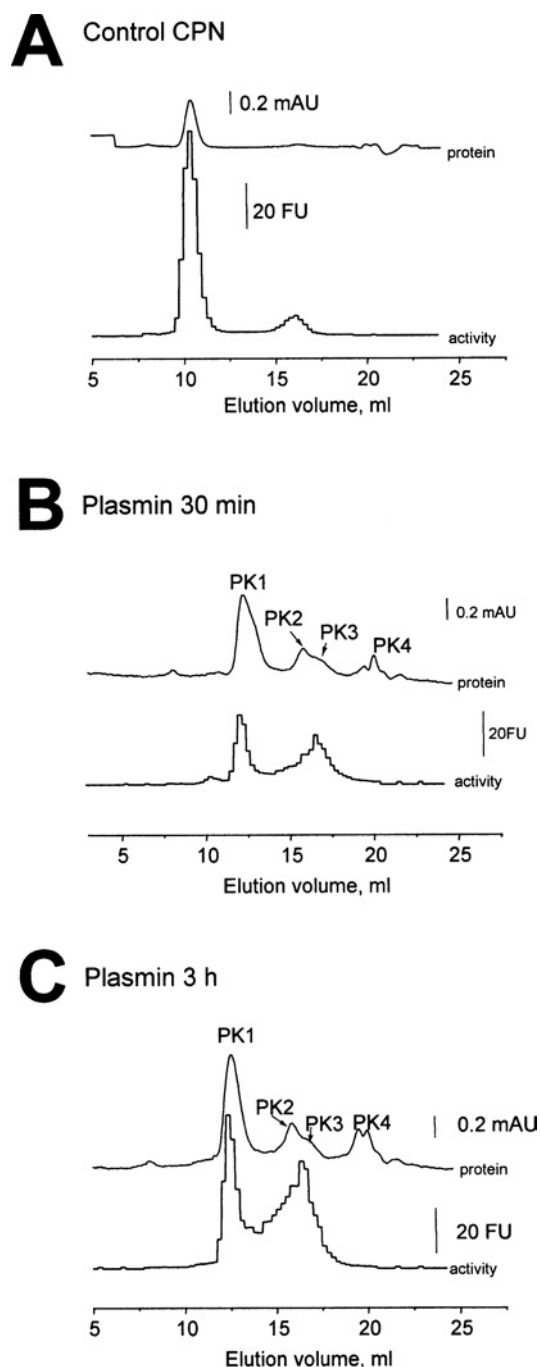 A Control CPN
0.2 mAU
protein
20 FU
activity
5 10 15 20 25
Elution volume, ml
B Plasmin 30 min
PK1
PK2 PK3 PK4
0.2 mAU
protein
20FU
activity
5 10 15 20 25
Elution volume, ml
C Plasmin 3 h
PK1
PK2 PK3 PK4
0.2 mAU
protein
20 FU
activity
5 10 15 20 25
Elution volume, ml